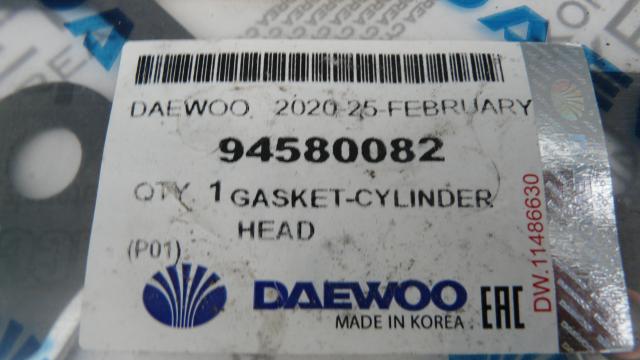 DAEWOO. 2020-25-FEBRUARY
94580082
QTY 1 GASKET-CYLINDER
HEAD
(P01)
DAEWOO
MADE IN KOREA
EAC
DW.11486630